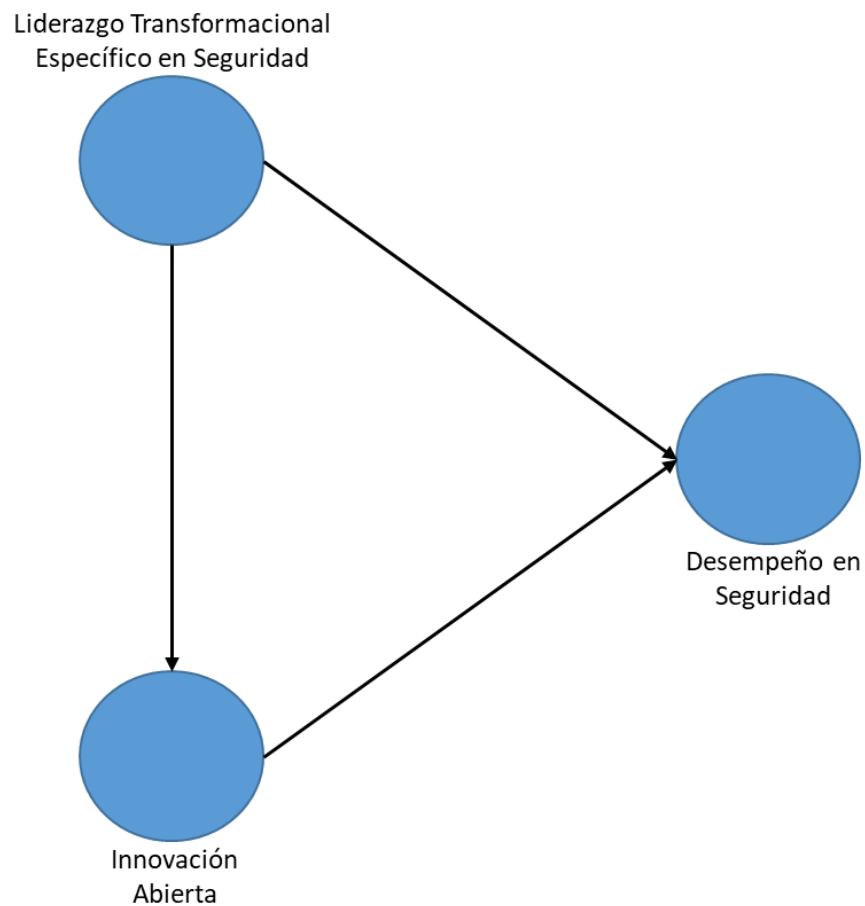 Liderazgo Transformacional
Específico en Seguridad
Desempeño en
Seguridad
Innovación
Abierta